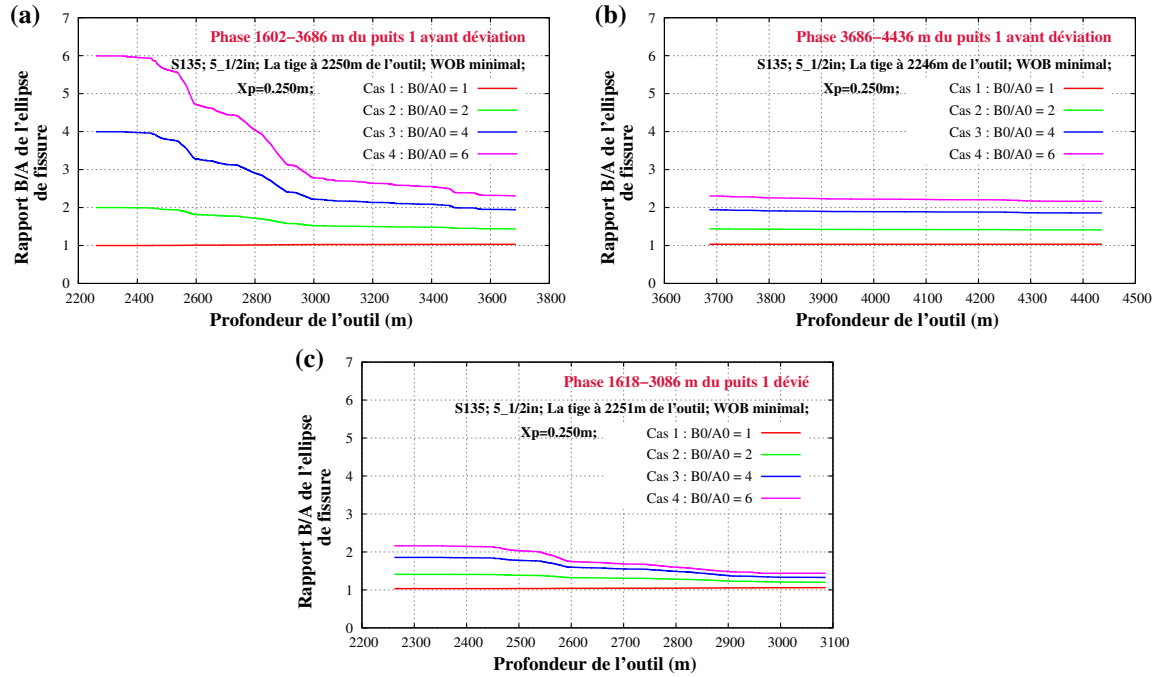 (a)
Phase 1602−3686 m du puits 1 avant déviation
S135; 5_1/2in; La tige à 2250m de l'outil; WOB minimal;
Xp=0.250m;
Cas 1 : B0/A0 = 1
Cas 2 : B0/A0 = 2
Cas 3 : B0/A0 = 4
Cas 4 : B0/A0 = 6
Rapport B/A de l'ellipse
de fissure
7
6
5
4
3
2
1
0
2200 2400 2600 2800 3000 3200 3400 3600 3800
Profondeur de l'outil (m)
(b)
Phase 3686−4436 m du puits 1 avant déviation
S135; 5_1/2in; La tige à 2246m de l'outil; WOB minimal;
Xp=0.250m;
Cas 1 : B0/A0 = 1
Cas 2 : B0/A0 = 2
Cas 3 : B0/A0 = 4
Cas 4 : B0/A0 = 6
Rapport B/A de l'ellipse
de fissure
7
6
5
4
3
2
1
0
3600 3700 3800 3900 4000 4100 4200 4300 4400 4500
Profondeur de l'outil (m)
(c)
Phase 1618−3086 m du puits 1 dévié
S135; 5_1/2in; La tige à 2251m de l'outil; WOB minimal;
Xp=0.250m;
Cas 1 : B0/A0 = 1
Cas 2 : B0/A0 = 2
Cas 3 : B0/A0 = 4
Cas 4 : B0/A0 = 6
Rapport B/A de l'ellipse
de fissure
7
6
5
4
3
2
1
0
2200 2300 2400 2500 2600 2700 2800 2900 3000 3100
Profondeur de l'outil (m)